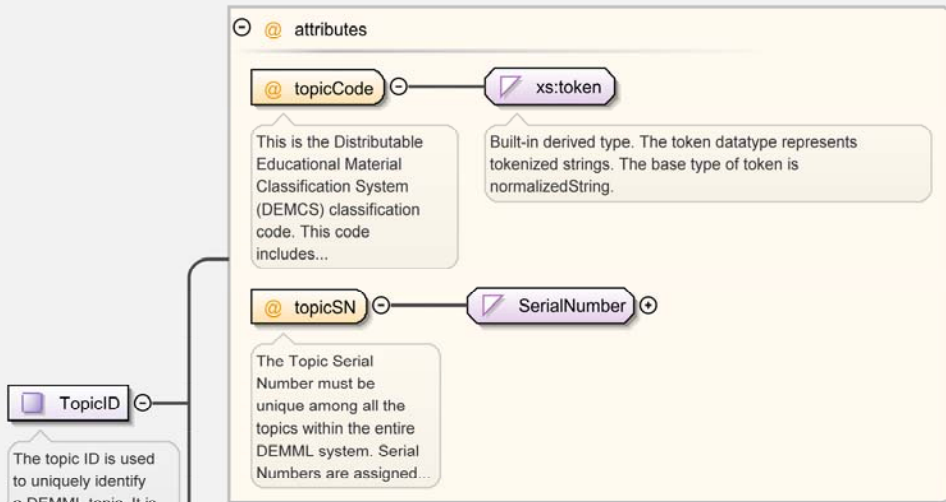 @ attributes
@ topicCode
xs:token
This is the Distributable
Educational Material
Classification System
(DEMCS) classification
code. This code
includes...
Built-in derived type. The token datatype represents
tokenized strings. The base type of token is
normalizedString.
@ topicSN
SerialNumber
The Topic Serial
Number must be
unique among all the
topics within the entire
DEMML system. Serial
Numbers are assigned...
TopicID
The topic ID is used
to uniquely identify
a DEMML topic. It is